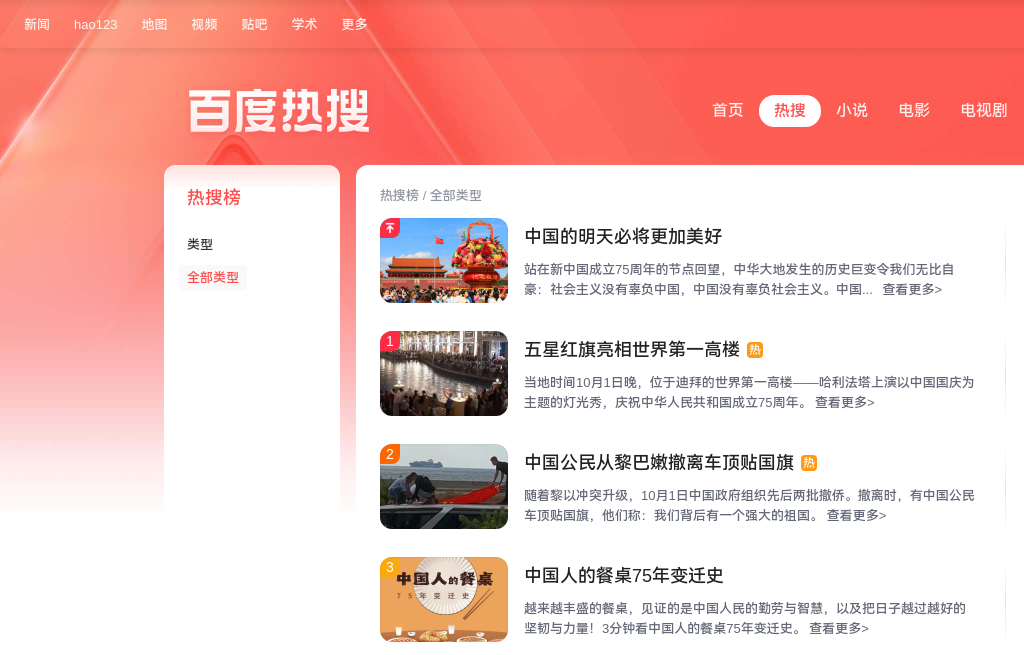 新闻 hao123 地图 视频 贴吧 学术 更多
百度热搜
首页 热搜 小说 电影 电视剧
热搜榜
类型
全部类型
热搜榜 / 全部类型
中国的明天必将更加美好
站在新中国成立75周年的节点回望，中华大地发生的历史巨变令我们无比自
豪：社会主义没有辜负中国，中国没有辜负社会主义。中国... 查看更多>
1
五星红旗亮相世界第一高楼 热
当地时间10月1日晚，位于迪拜的世界第一高楼——哈利法塔上演以中国国庆为
主题的灯光秀，庆祝中华人民共和国成立75周年。 查看更多>
2
中国公民从黎巴嫩撤离车顶贴国旗 热
随着黎以冲突升级，10月1日中国政府组织先后两批撤侨。撤离时，有中国公民
车顶贴国旗，他们称：我们背后有一个强大的祖国。 查看更多>
3
中国人的餐桌
75年变迁史
中国人的餐桌75年变迁史
越来越丰盛的餐桌，见证的是中国人民的勤劳与智慧，以及把日子越过越好的
坚韧与力量！3分钟看中国人的餐桌75年变迁史。 查看更多>